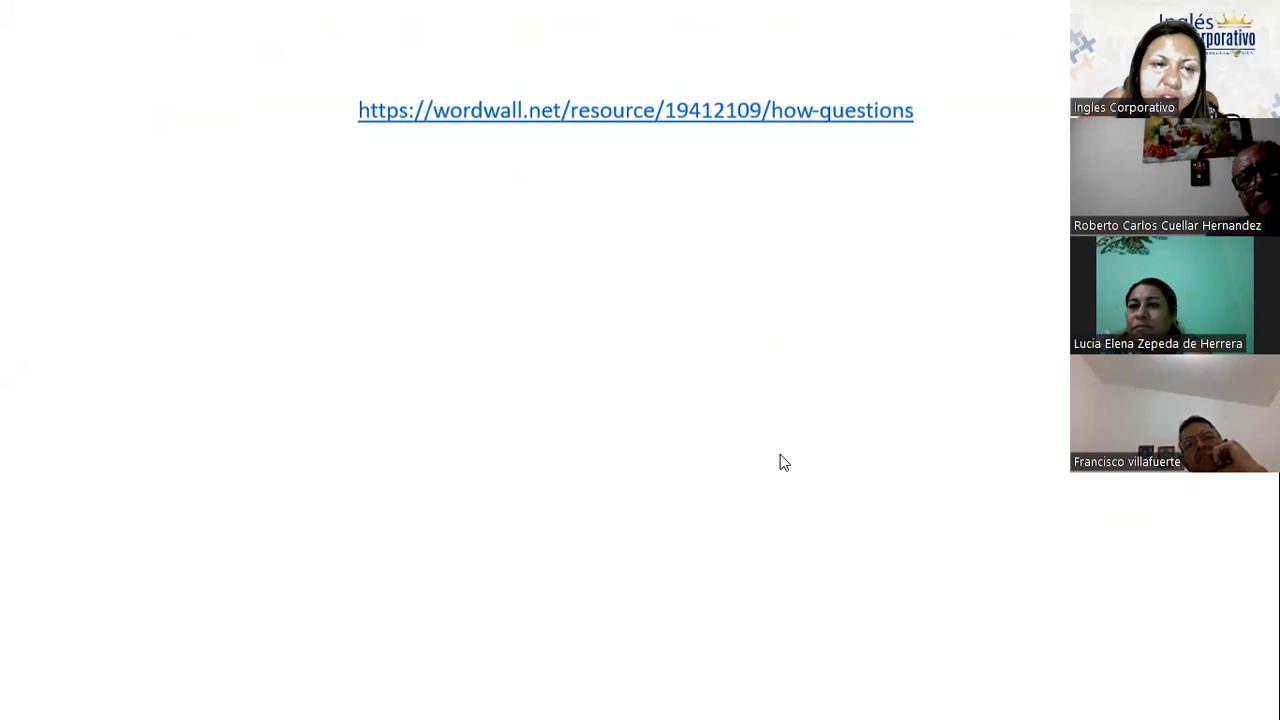 https://wordwall.net/resource/19412109/how-questions
Inglés
rporativo
Ingles Corporativo
Roberto Carlos Cuellar Hernandez
Lucia Elena Zepeda de Herrera
Francisco villafuerte